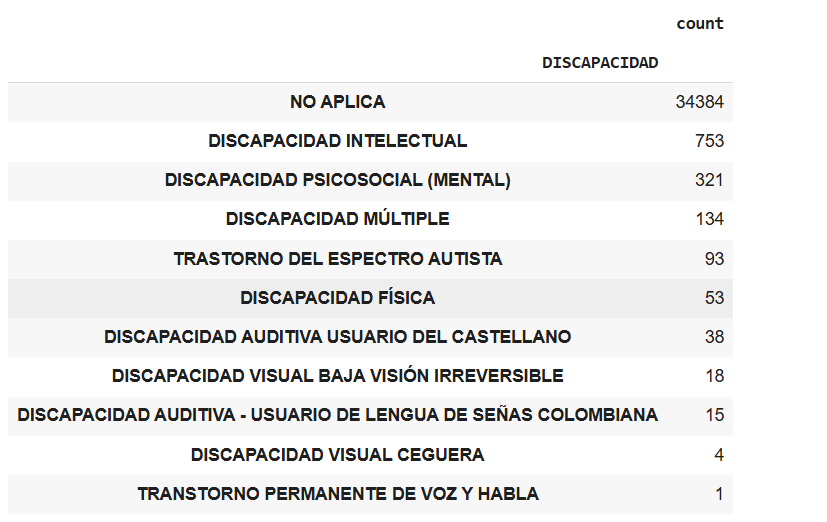 count
DISCAPACIDAD
NO APLICA 34384
DISCAPACIDAD INTELECTUAL 753
DISCAPACIDAD PSICOSOCIAL (MENTAL) 321
DISCAPACIDAD MÚLTIPLE 134
TRASTORNO DEL ESPECTRO AUTISTA 93
DISCAPACIDAD FÍSICA 53
DISCAPACIDAD AUDITIVA USUARIO DEL CASTELLANO 38
DISCAPACIDAD VISUAL BAJA VISIÓN IRREVERSIBLE 18
DISCAPACIDAD AUDITIVA - USUARIO DE LENGUA DE SEÑAS COLOMBIANA 15
DISCAPACIDAD VISUAL CEGUERA 4
TRANSTORNO PERMANENTE DE VOZ Y HABLA 1